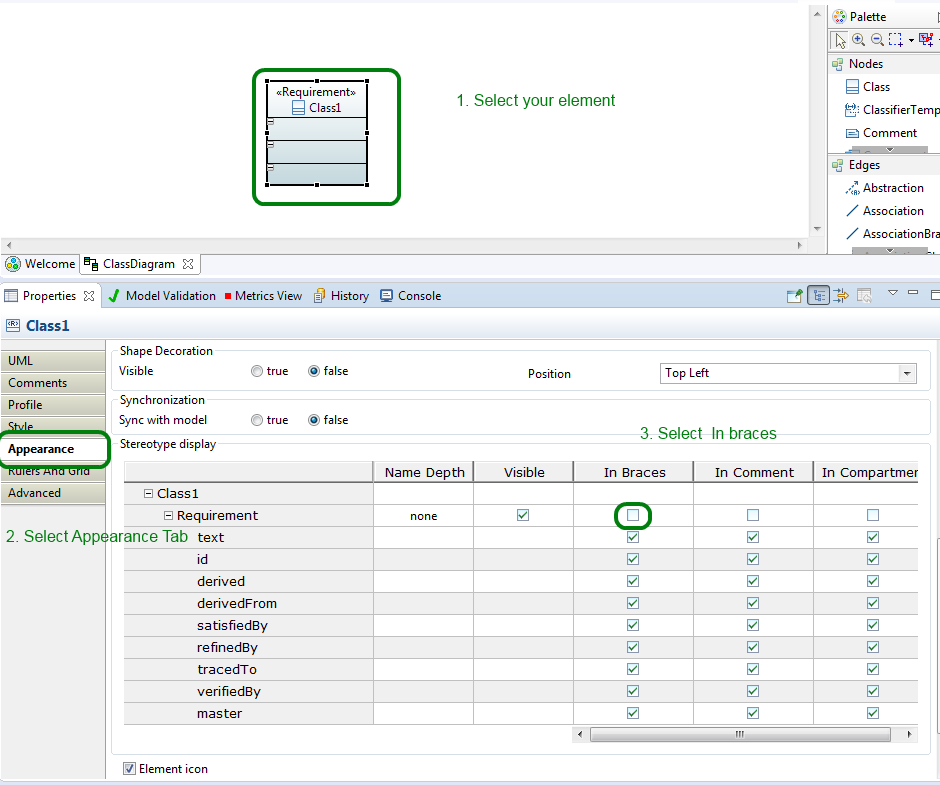 Palette
Nodes
Class
ClassifierTemp
Comment
Edges
Abstraction
Association
AssociationBra
«Requirement»
Class1
1. Select your element
Welcome
ClassDiagram
Properties
Model Validation
Metrics View
History
Console
Class1
UML
Comments
Profile
Style
Appearance
Rulers And Grid
Advanced
2. Select Appearance Tab
Shape Decoration
Visible true false Position Top Left
Synchronization
Sync with model true false
3. Select In braces
Stereotype display
Name Depth Visible In Braces In Comment In Compartmen
Class1
Requirement none
text
id
derived
derivedFrom
satisfiedBy
refinedBy
tracedTo
verifiedBy
master
Element icon